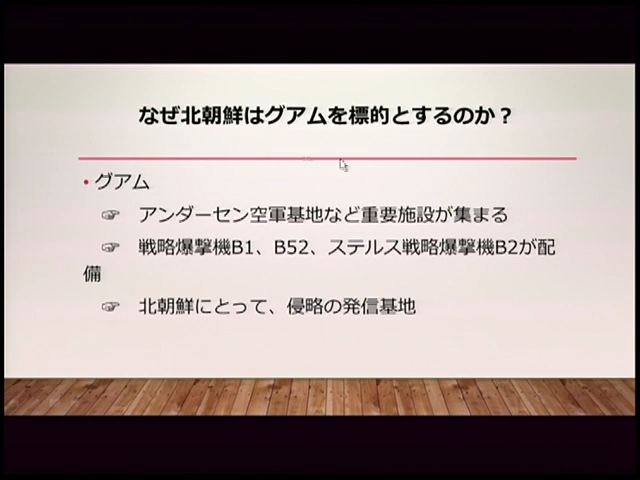 なぜ北朝鮮はグアムを標的とするのか？
• グアム
☞ アンダーセン空軍基地など重要施設が集まる
☞ 戦略爆撃機B1、B52、ステルス戦略爆撃機B2が配
備
☞ 北朝鮮にとって、侵略の発信基地